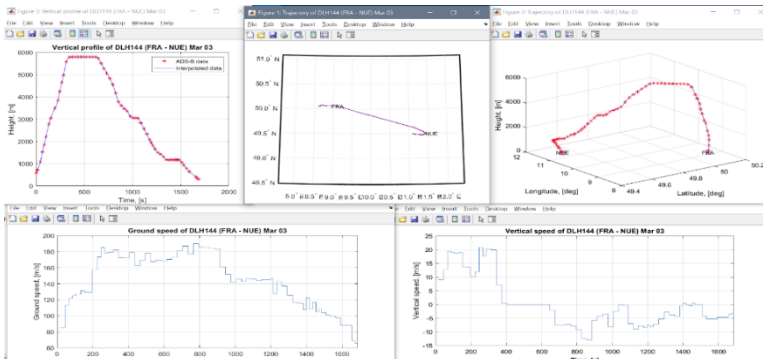 Figure 3: Vertical profile of DLH144 (FRA - NUE) Mar 03
File Edit View Insert Tools Desktop Window Help
Vertical profile of DLH144 (FRA - NUE) Mar 03
6000
5000
4000
3000
2000
1000
0
Height, [m]
ADS-B data
Interpolated data
0 500 1000 1500 2000
Time, [s]
Figure 1: Trajectory of DLH144 (FRA - NUE) Mar 03
File Edit View Insert Tools Desktop Window Help
51.0° N
50.5° N
50.0° N
49.5° N
48.5° N
FRA
NUE
Figure 2: Trajectory of DLH144 (FRA - NUE) Mar 03
File Edit View Insert Tools Desktop Window Help
6000
4000
2000
0
Height, [m]
NUE
FRA
12
11
10
9
8
Longitude, [deg]
49.4
49.6
49.8
50
50.2
Latitude, [deg]
File Edit View Insert Tools Desktop Window Help
Ground speed of DLH144 (FRA - NUE) Mar 03
200
180
160
140
120
100
80
60
Ground speed, [m/s]
0 200 400 600 800 1000 1200 1400 1600
File Edit View Insert Tools Desktop Window Help
Vertical speed of DLH144 (FRA - NUE) Mar 03
25
20
15
10
5
0
-5
-10
-15
Vertical speed, [m/s]
0 200 400 600 800 1000 1200 1400 1600